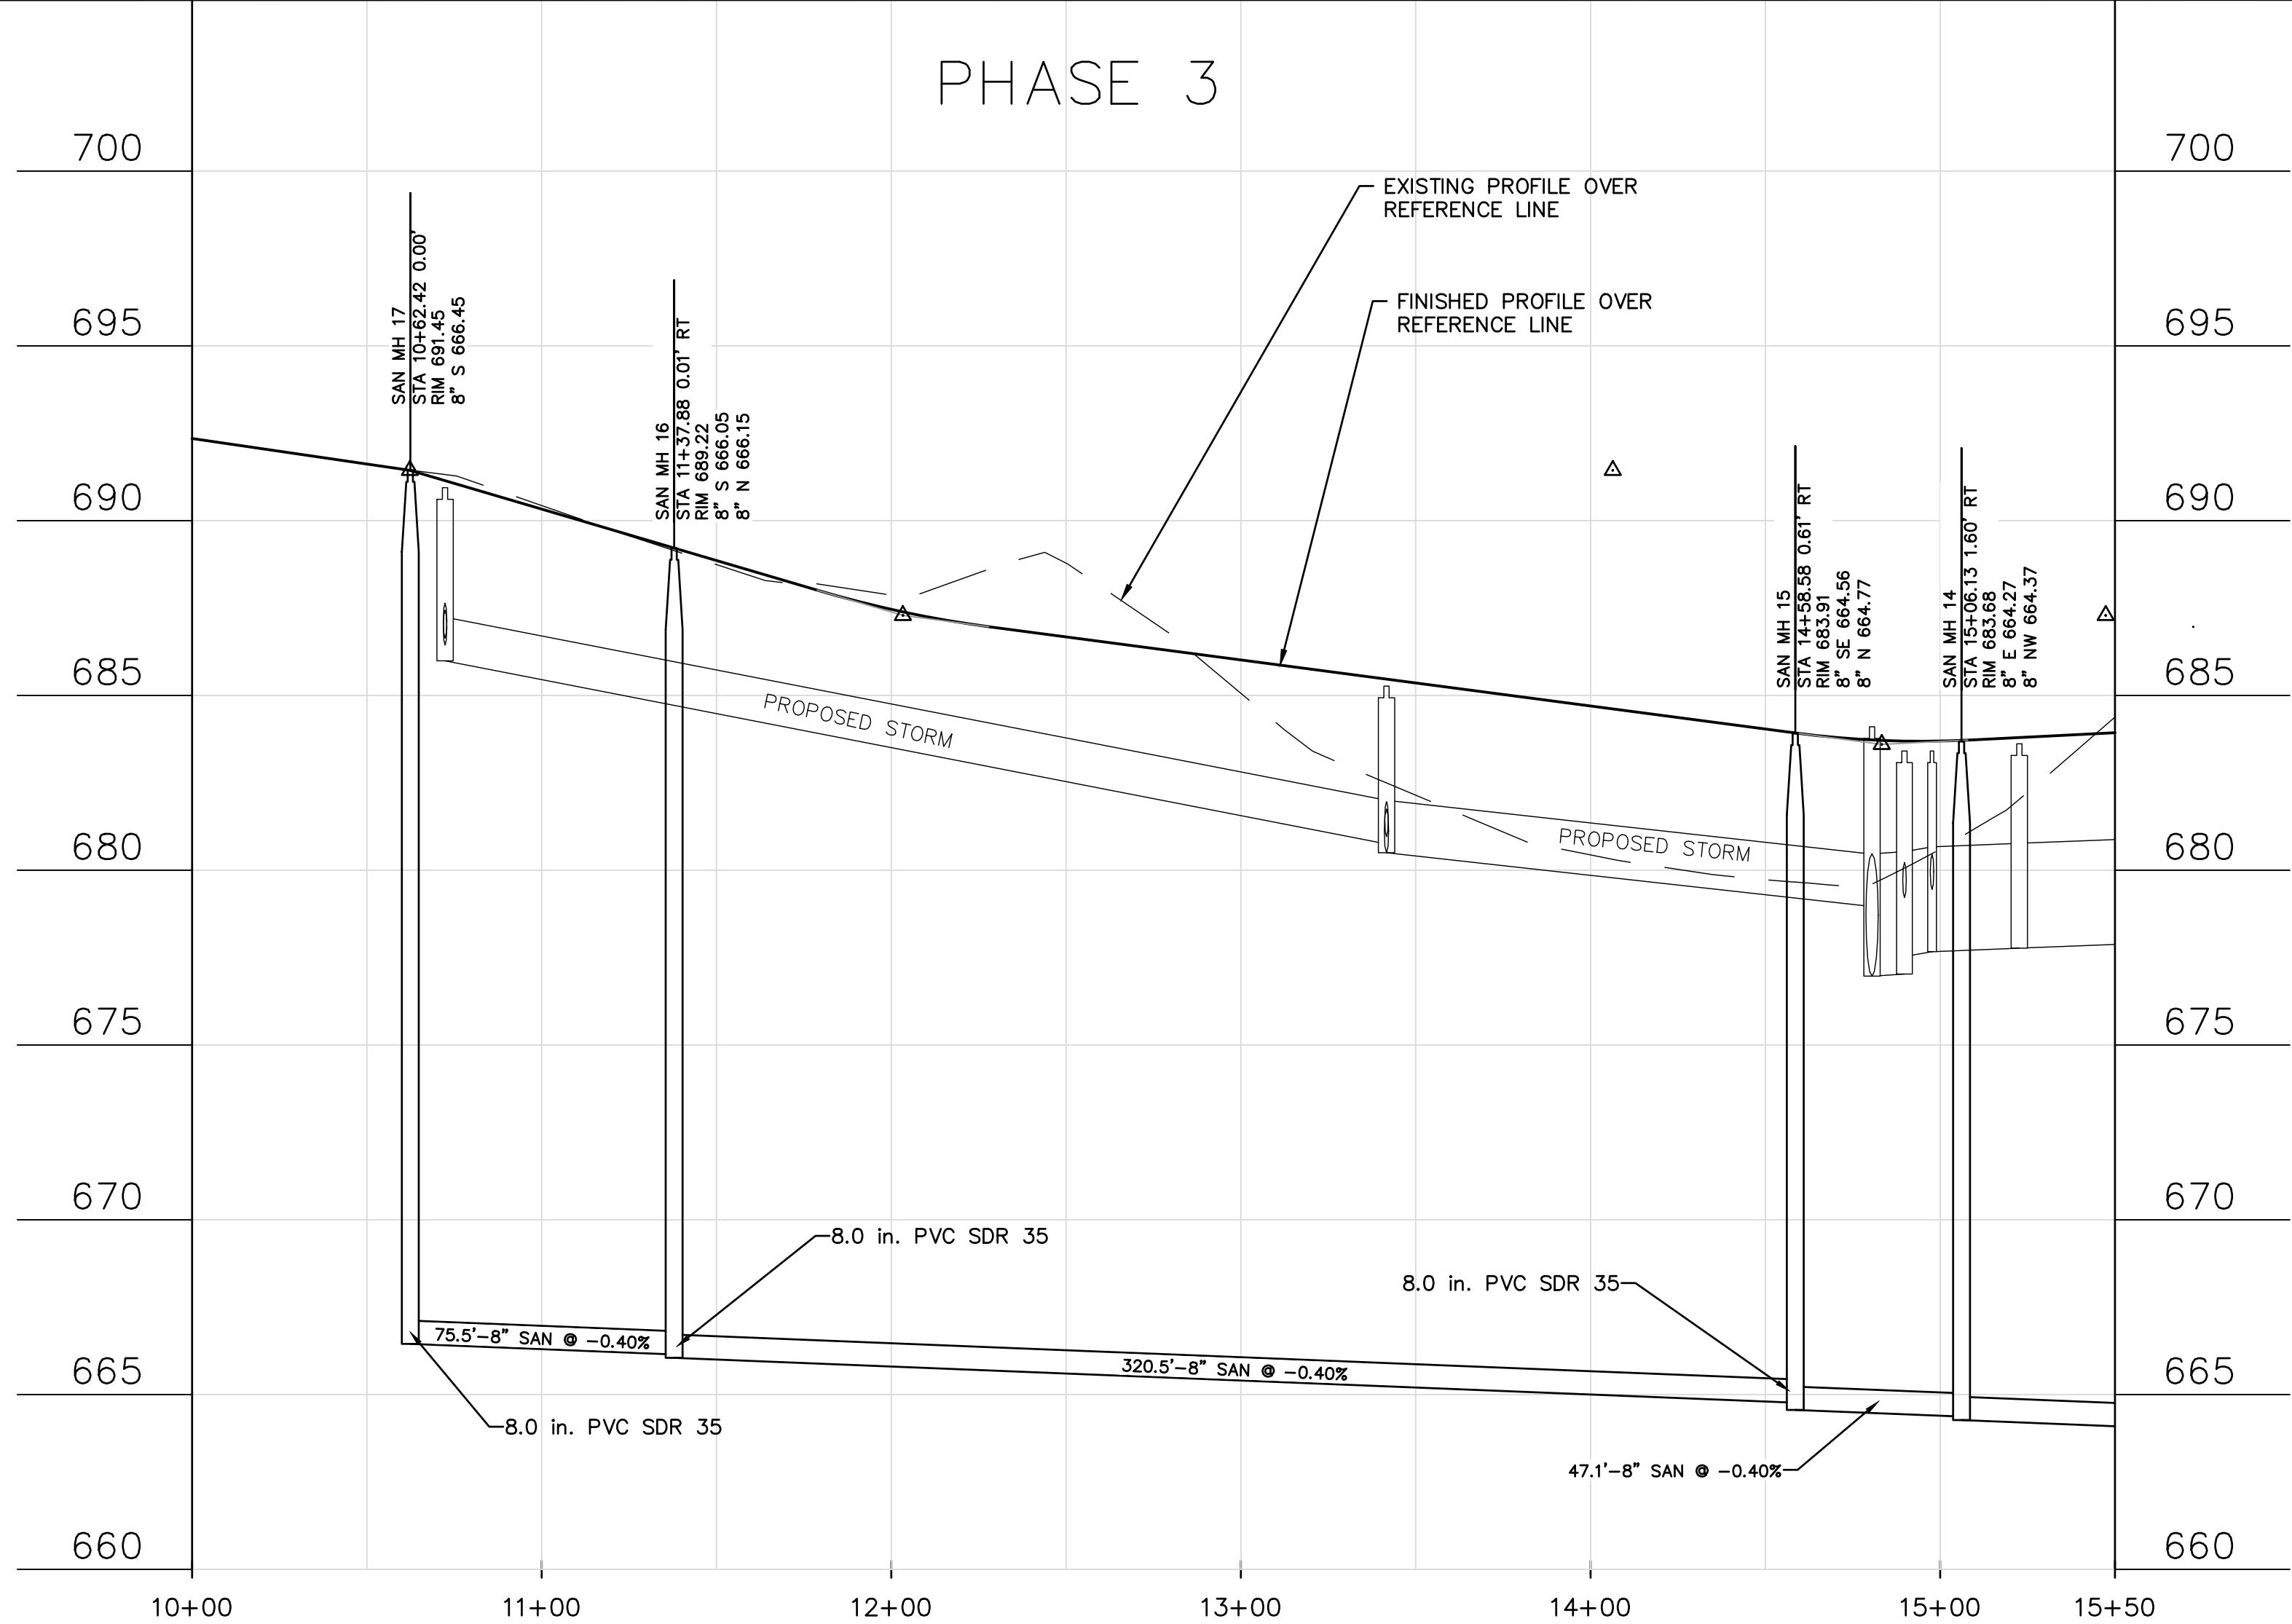 PHASE 3
700
700
EXISTING PROFILE OVER
REFERENCE LINE
695
695
FINISHED PROFILE OVER
REFERENCE LINE
SAN MH 17
STA 10+62.42 0.00'
RIM 691.45
8" S 666.45
SAN MH 16
STA 11+37.88 0.01' RT
RIM 689.22
8" S 666.05
8" N 666.15
690
690
SAN MH 15
STA 14+58.58 0.61' RT
RIM 683.91
8" SE 664.56
8" N 664.77
SAN MH 14
STA 15+06.13 1.60' RT
RIM 683.68
8" E 664.27
8" NW 664.37
685
685
PROPOSED STORM
PROPOSED STORM
680
680
675
675
670
670
8.0 in. PVC SDR 35
8.0 in. PVC SDR 35
75.5'-8" SAN @ -0.40%
320.5'-8" SAN @ -0.40%
665
665
8.0 in. PVC SDR 35
47.1'-8" SAN @ -0.40%
660
660
10+00
11+00
12+00
13+00
14+00
15+00
15+50